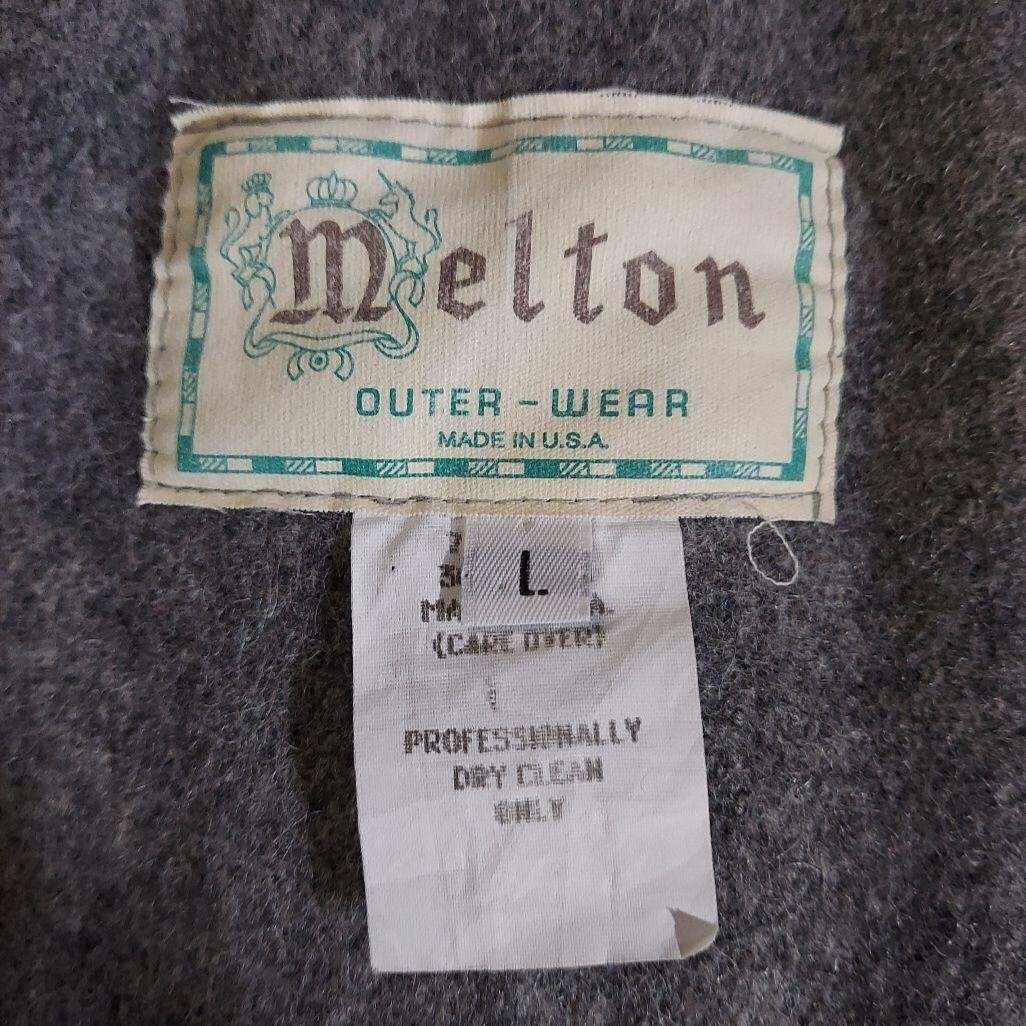 Melton
OUTER-WEAR
MADE IN U.S.A.
L
(CARE OVER)
PROFESSIONALLY
DRY CLEAN
ONLY